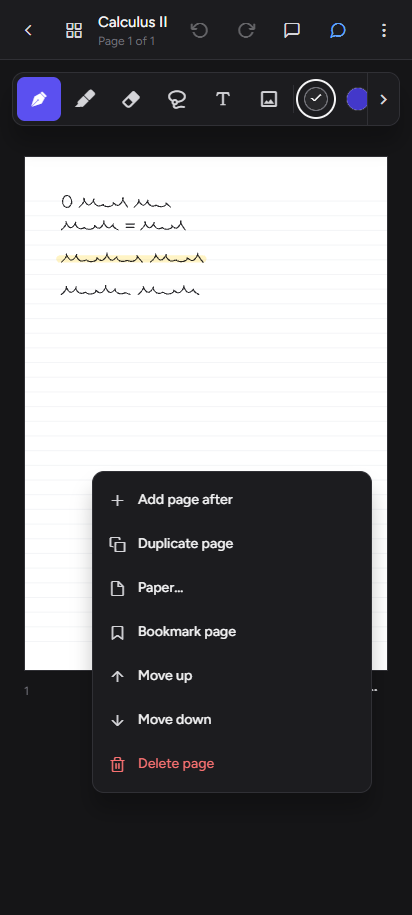 Calculus II
Page 1 of 1
T
Add page after
Duplicate page
Paper...
Bookmark page
Move up
1
Move down
Delete page